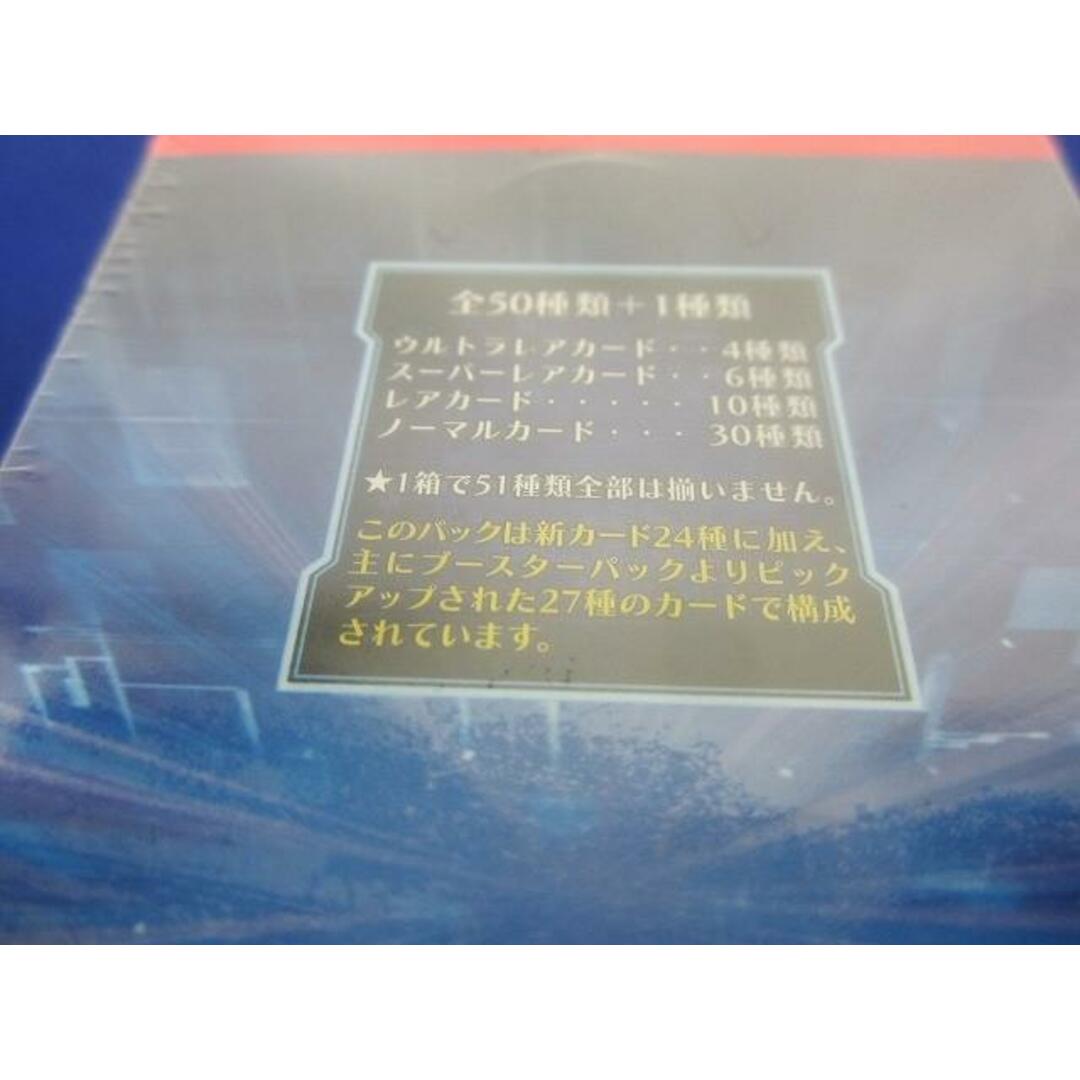 全50種類＋1種類
ウルトラレアカード・・4種類
スーパーレアカード・・6種類
レアカード・・・・・10種類
ノーマルカード・・・30種類
★1箱で51種類全部は揃いません。
このパックは新カード24種に加え、
主にブースターパックよりピック
アップされた27種のカードで構成
されています。